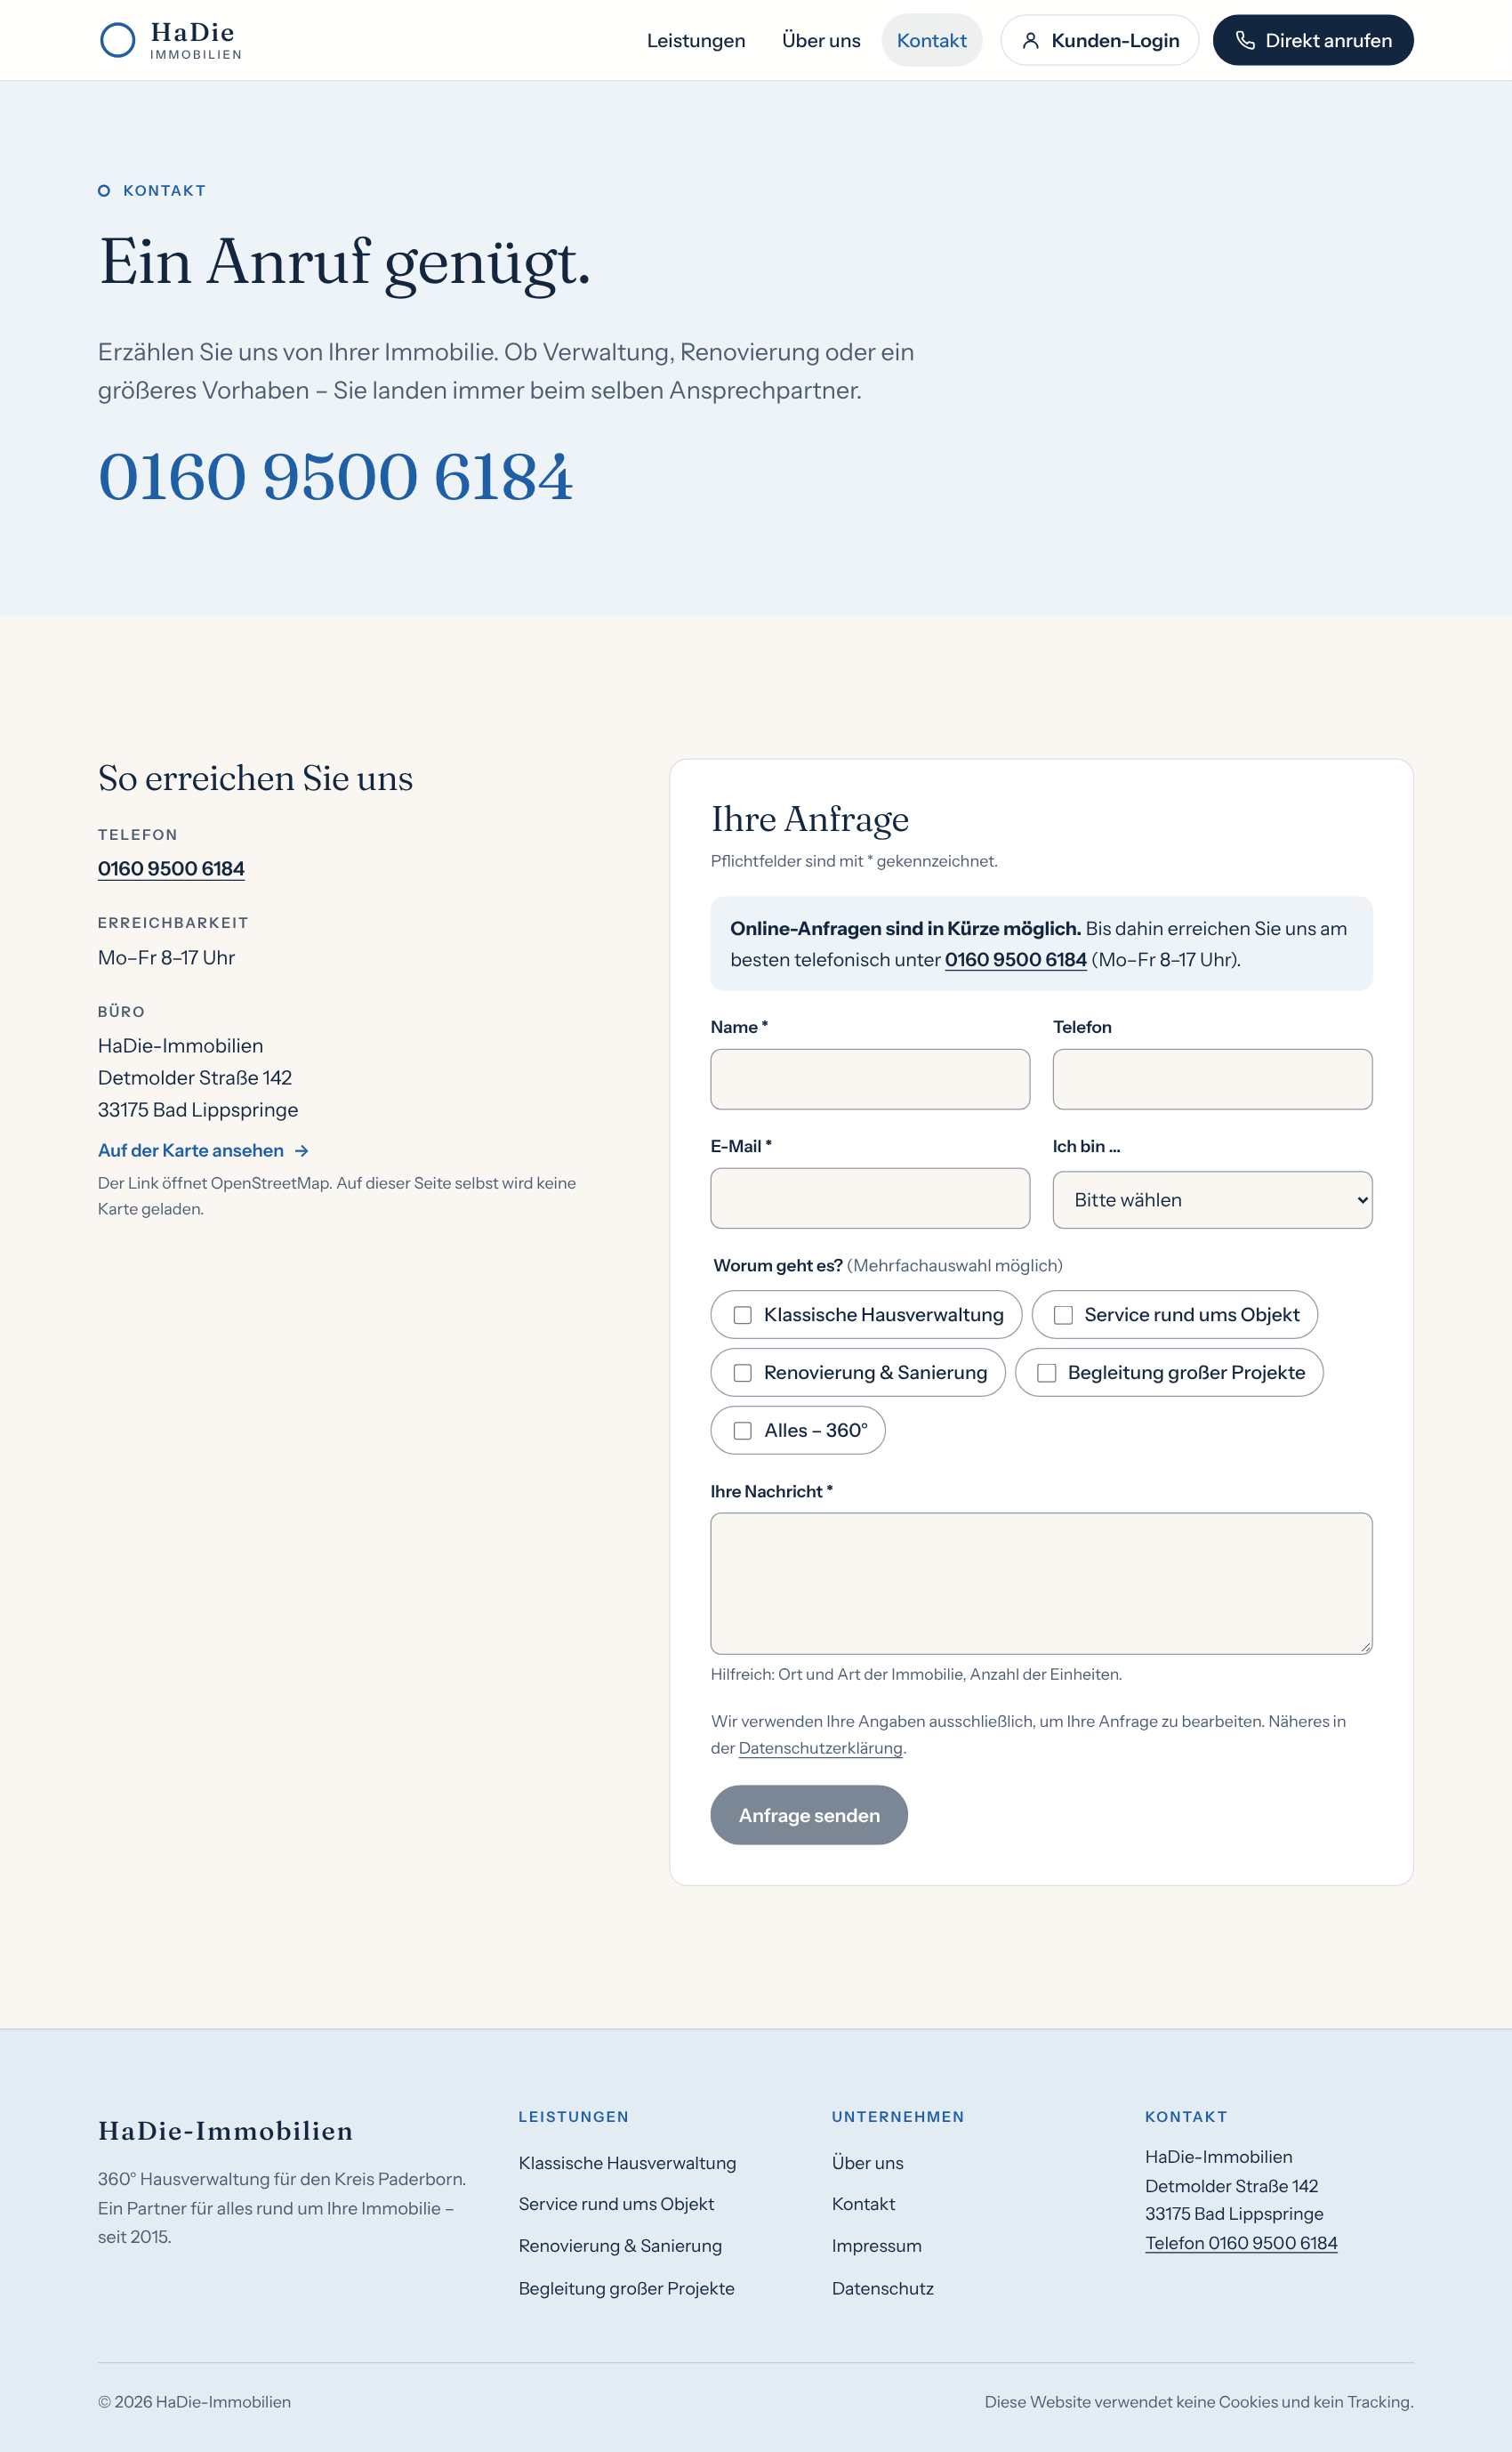 HaDie
IMMOBILIEN
Leistungen
Über uns
Kontakt
Kunden-Login
Direkt anrufen
KONTAKT
Ein Anruf genügt.
Erzählen Sie uns von Ihrer Immobilie. Ob Verwaltung, Renovierung oder ein
größeres Vorhaben – Sie landen immer beim selben Ansprechpartner.
0160 9500 6184
So erreichen Sie uns
TELEFON
0160 9500 6184
ERREICHBARKEIT
Mo–Fr 8–17 Uhr
BÜRO
HaDie-Immobilien
Detmolder Straße 142
33175 Bad Lippspringe
Auf der Karte ansehen →
Der Link öffnet OpenStreetMap. Auf dieser Seite selbst wird keine
Karte geladen.
Ihre Anfrage
Pflichtfelder sind mit * gekennzeichnet.
Online-Anfragen sind in Kürze möglich. Bis dahin erreichen Sie uns am
besten telefonisch unter 0160 9500 6184 (Mo–Fr 8–17 Uhr).
Name *
Telefon
E-Mail *
Ich bin …
Bitte wählen
Worum geht es? (Mehrfachauswahl möglich)
Klassische Hausverwaltung
Service rund ums Objekt
Renovierung & Sanierung
Begleitung großer Projekte
Alles – 360°
Ihre Nachricht *
Hilfreich: Ort und Art der Immobilie, Anzahl der Einheiten.
Wir verwenden Ihre Angaben ausschließlich, um Ihre Anfrage zu bearbeiten. Näheres in
der Datenschutzerklärung.
Anfrage senden
HaDie-Immobilien
360° Hausverwaltung für den Kreis Paderborn.
Ein Partner für alles rund um Ihre Immobilie –
seit 2015.
LEISTUNGEN
Klassische Hausverwaltung
Service rund ums Objekt
Renovierung & Sanierung
Begleitung großer Projekte
UNTERNEHMEN
Über uns
Kontakt
Impressum
Datenschutz
KONTAKT
HaDie-Immobilien
Detmolder Straße 142
33175 Bad Lippspringe
Telefon 0160 9500 6184
© 2026 HaDie-Immobilien
Diese Website verwendet keine Cookies und kein Tracking.